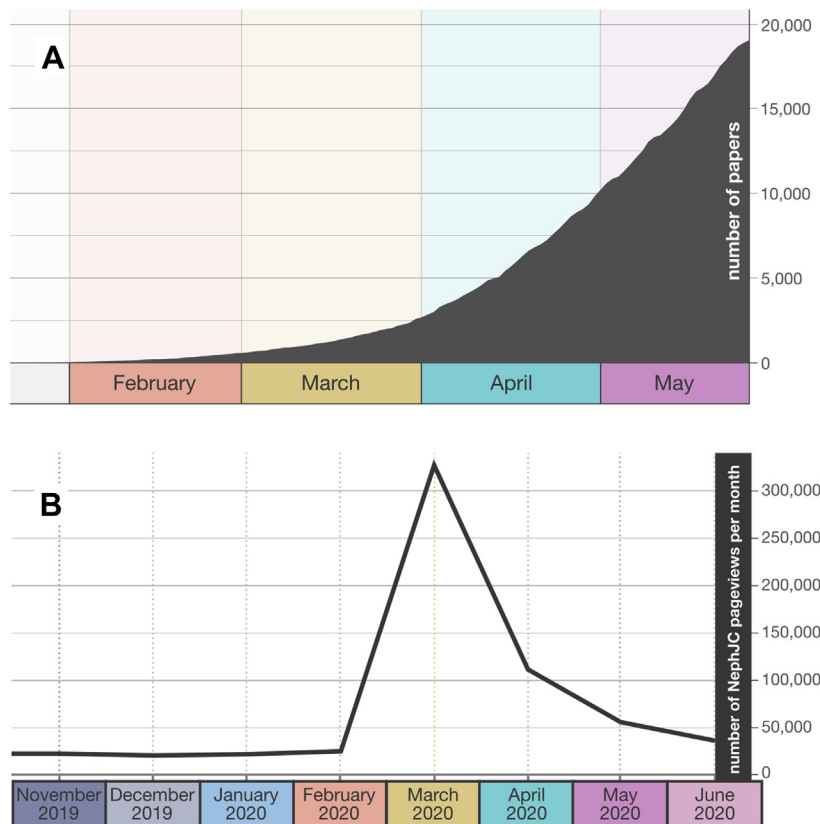 A
20,000
15,000
10,000
5,000
0
number of papers
February
March
April
May
B
300,000
250,000
200,000
150,000
100,000
50,000
0
number of NephJC pageviews per month
November
2019
December
2019
January
2020
February
2020
March
2020
April
2020
May
2020
June
2020